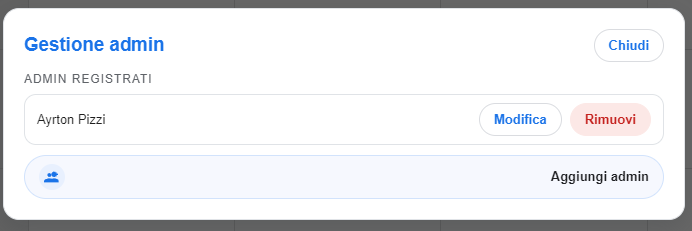 Gestione admin
Chiudi
ADMIN REGISTRATI
Ayrton Pizzi
Modifica
Rimuovi
Aggiungi admin